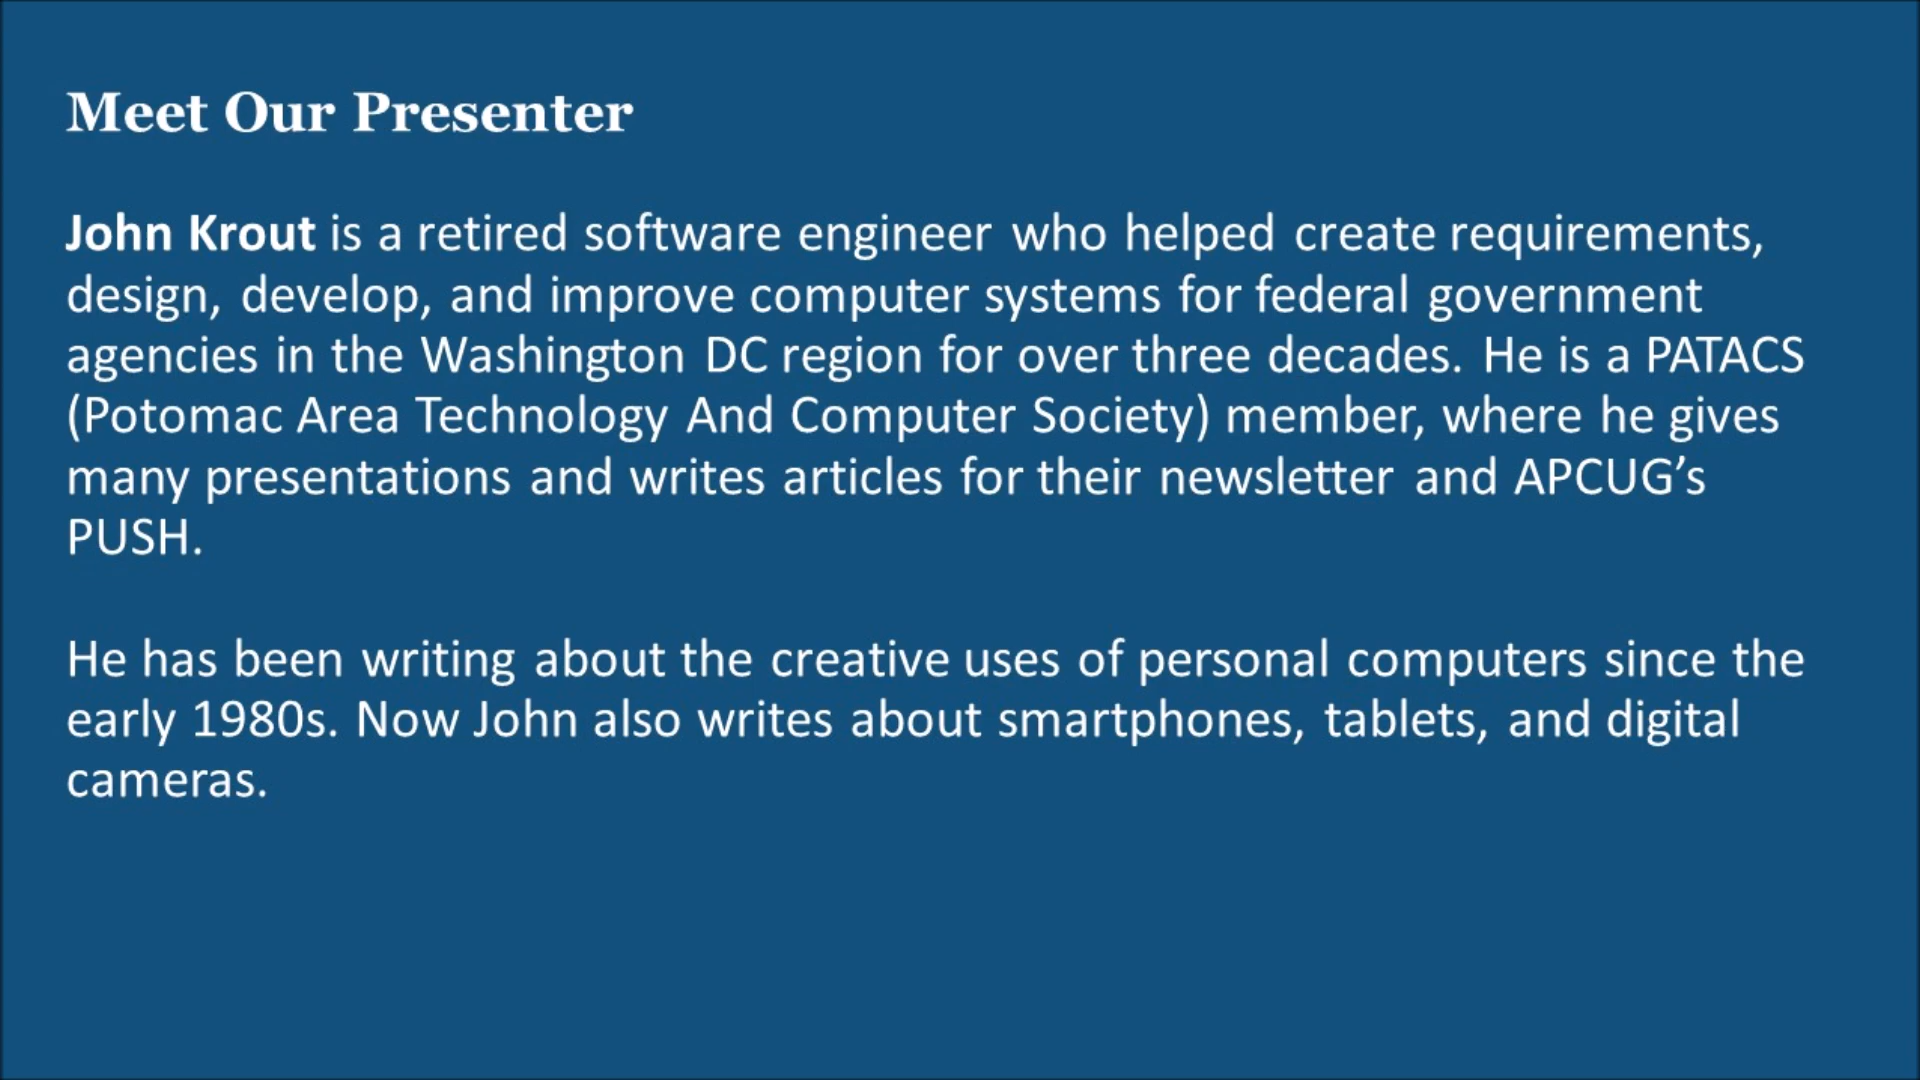 Meet Our Presenter
John Krout is a retired software engineer who helped create requirements,
design, develop, and improve computer systems for federal government
agencies in the Washington DC region for over three decades. He is a PATACS
(Potomac Area Technology And Computer Society) member, where he gives
many presentations and writes articles for their newsletter and APCUG’s
PUSH.
He has been writing about the creative uses of personal computers since the
early 1980s. Now John also writes about smartphones, tablets, and digital
cameras.